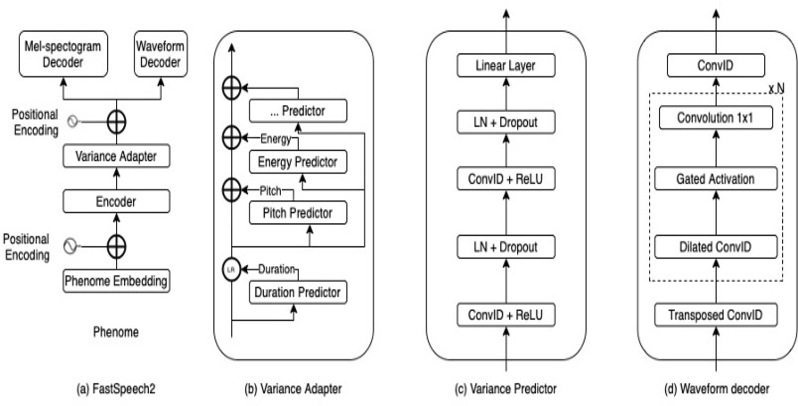 Mel-spectogram
Decoder
Waveform
Decoder
Positional
Encoding
Variance Adapter
Encoder
Positional
Encoding
Phenome Embedding
Phenome
(a) FastSpeech2
... Predictor
Energy
Energy Predictor
Pitch
Pitch Predictor
LR
Duration
Duration Predictor
(b) Variance Adapter
Linear Layer
LN + Dropout
ConvID + ReLU
LN + Dropout
ConvID + ReLU
(c) Variance Predictor
ConvID
x N
Convolution 1x1
Gated Activation
Dilated ConvID
Transposed ConvID
(d) Waveform decoder